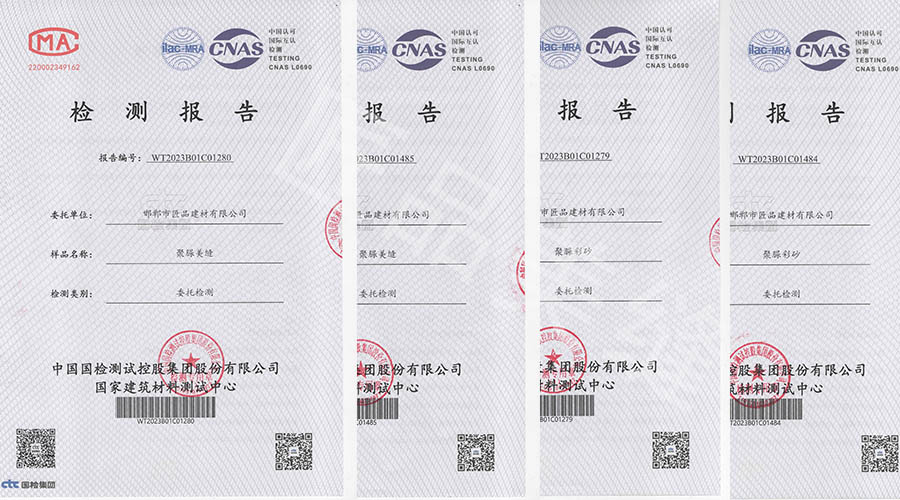 MA
220002349162
ilac-MRA
CNAS
中国认可
国际互认
检测
TESTING
CNAS L0690
检测报告
报告编号: WT2023B01C01280
委托单位: 邯郸市匠品建材有限公司
样品名称: 聚脲美缝
检测类别: 委托检测
中国国检测试控股集团股份有限公司
国家建筑材料测试中心
WT2023B01C01280
ctc 国检集团
ilac-MRA
CNAS
中国认可
国际互认
检测
TESTING
CNAS L0690
报告
23B01C01485
品建材有限公司
聚脲美缝
委托检测
集团股份有限公司
料测试中心
C01485
ilac-MRA
CNAS
中国认可
国际互认
检测
TESTING
CNAS L0690
报告
T2023B01C01279
市匠品建材有限公司
聚脲彩砂
委托检测
集团股份有限公司
材料测试中心
B01C01279
ilac-MRA
CNAS
中国认可
国际互认
检测
TESTING
CNAS L0690
报告
WT2023B01C01484
邯郸市匠品建材有限公司
聚脲彩砂
委托检测
控股集团股份有限公司
筑材料测试中心
2023B01C01484